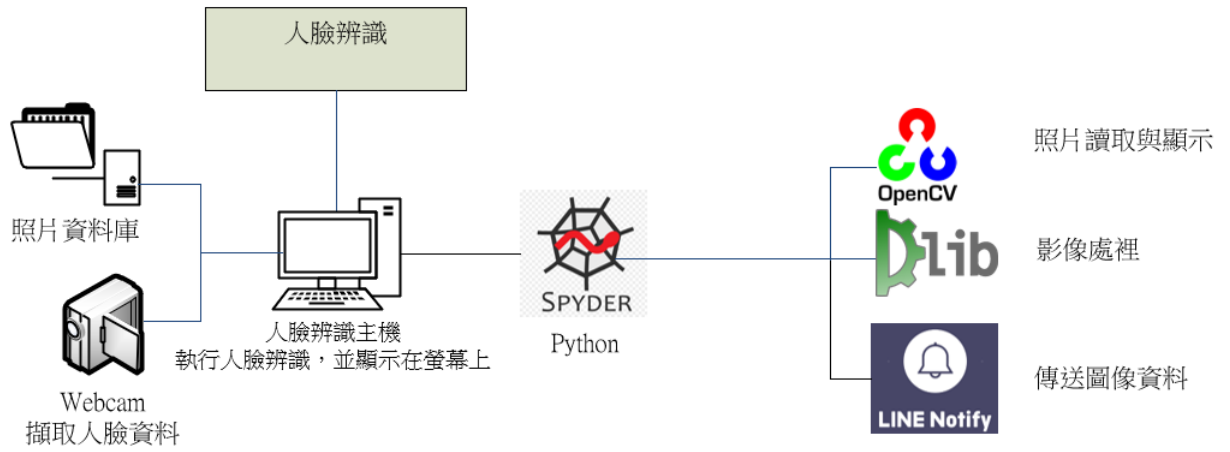 人臉辨識
照片資料庫
Webcam
擷取人臉資料
人臉辨識主機
執行人臉辨識，並顯示在螢幕上
SPYDER
Python
OpenCV
照片讀取與顯示
Dlib
影像處裡
LINE Notify
傳送圖像資料